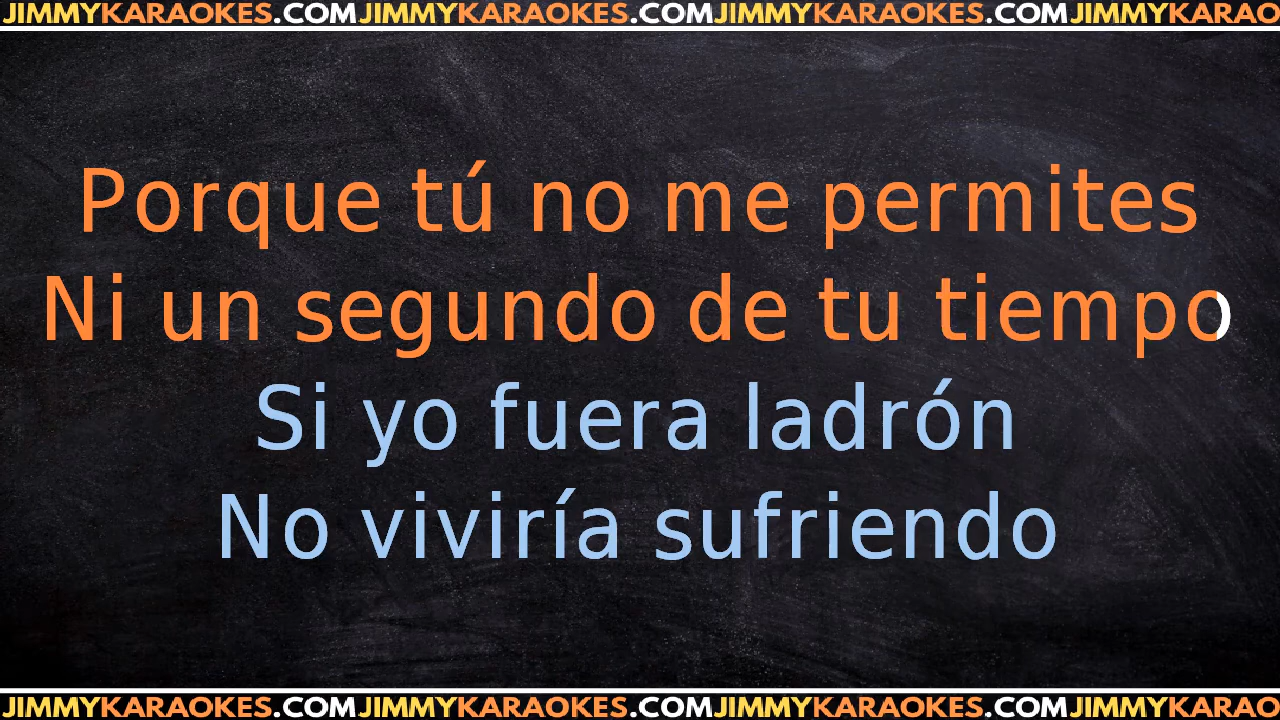 JIMMYKARAOKES.COMJIMMYKARAOKES.COMJIMMYKARAOKES.COMJIMMYKARAO
Porque tú no me permites
Ni un segundo de tu tiempo
Si yo fuera ladrón
No viviría sufriendo
JIMMYKARAOKES.COMJIMMYKARAOKES.COMJIMMYKARAOKES.COMJIMMYKARAO